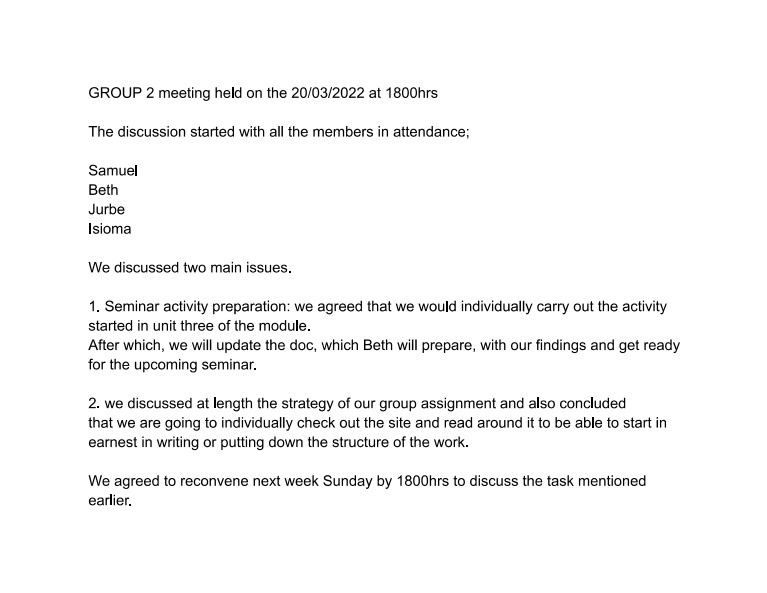 GROUP 2 meeting held on the 20/03/2022 at 1800hrs
The discussion started with all the members in attendance;
Samuel
Beth
Jurbe
Isioma
We discussed two main issues.
1. Seminar activity preparation: we agreed that we would individually carry out the activity
started in unit three of the module.
After which, we will update the doc, which Beth will prepare, with our findings and get ready
for the upcoming seminar.
2. we discussed at length the strategy of our group assignment and also concluded
that we are going to individually check out the site and read around it to be able to start in
earnest in writing or putting down the structure of the work.
We agreed to reconvene next week Sunday by 1800hrs to discuss the task mentioned
earlier.